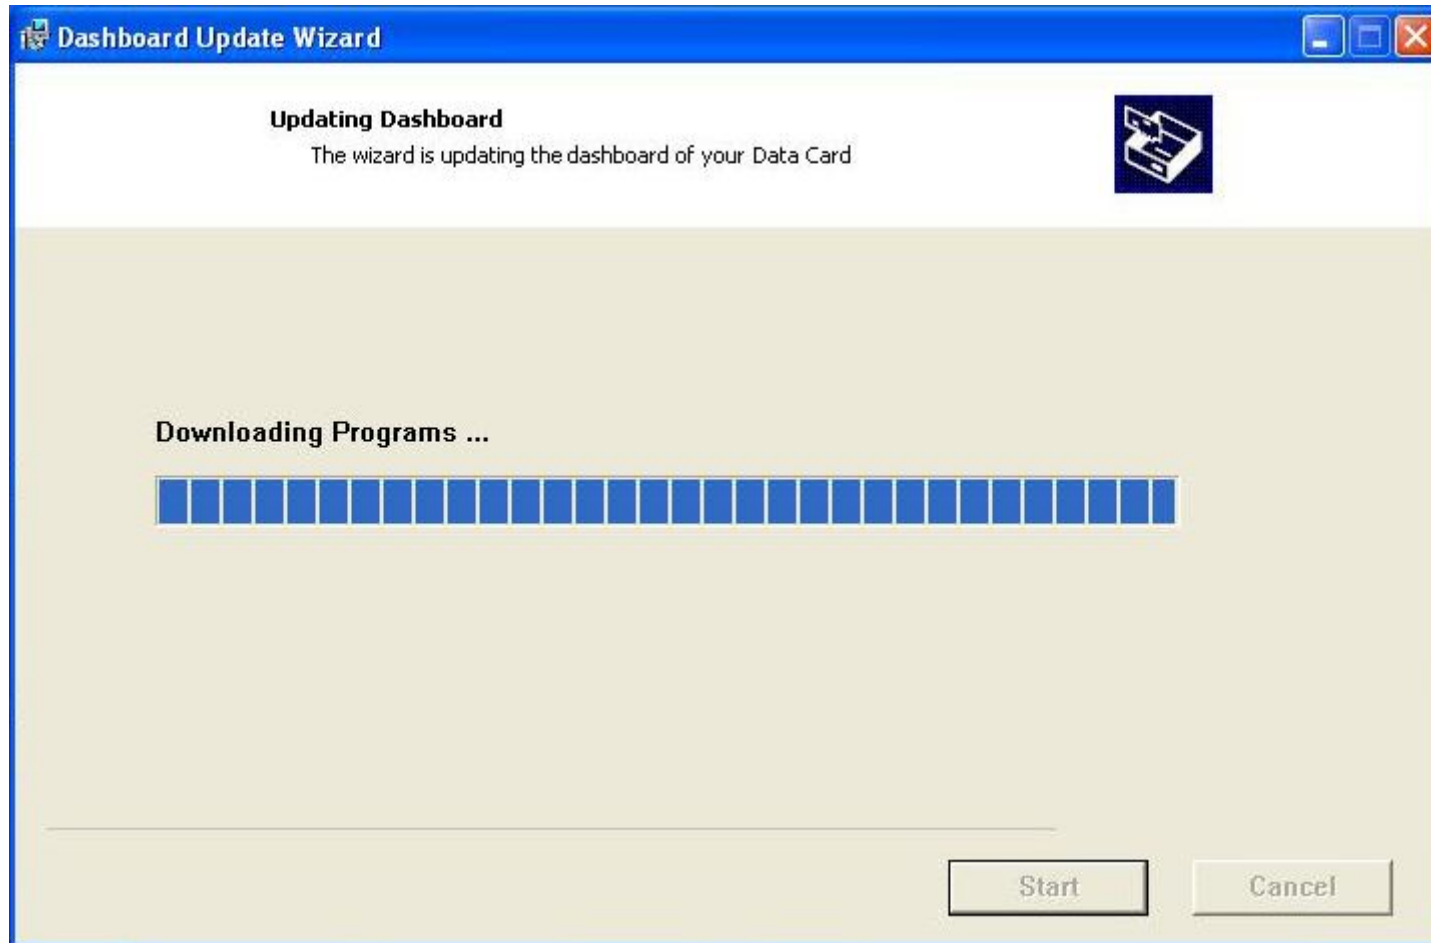 Dashboard Update Wizard
Updating Dashboard
The wizard is updating the dashboard of your Data Card
Downloading Programs ...
Start
Cancel